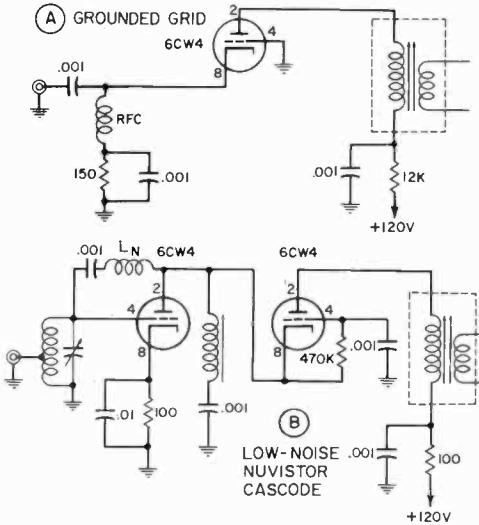 A GROUNDED GRID
2
6CW4
4
8
.001
RFC
150
.001
.001
12K
+120V
.001
LN
6CW4
2
4
8
.01
100
.001
6CW4
2
4
8
470K
.001
B
LOW-NOISE
NUVISTOR
CASCODE
.001
100
+120V